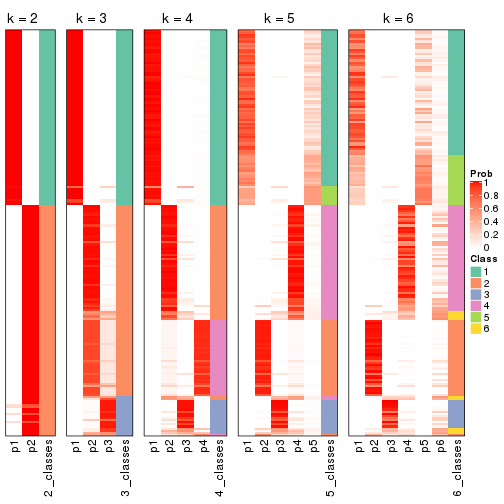 k = 2
k = 3
k = 4
k = 5
k = 6
p1
p2
2_classes
p1
p2
p3
3_classes
p1
p2
p3
p4
4_classes
p1
p2
p3
p4
p5
5_classes
p1
p2
p3
p4
p5
p6
6_classes
Prob
1
0.8
0.6
0.4
0.2
0
Class
1
2
3
4
5
6